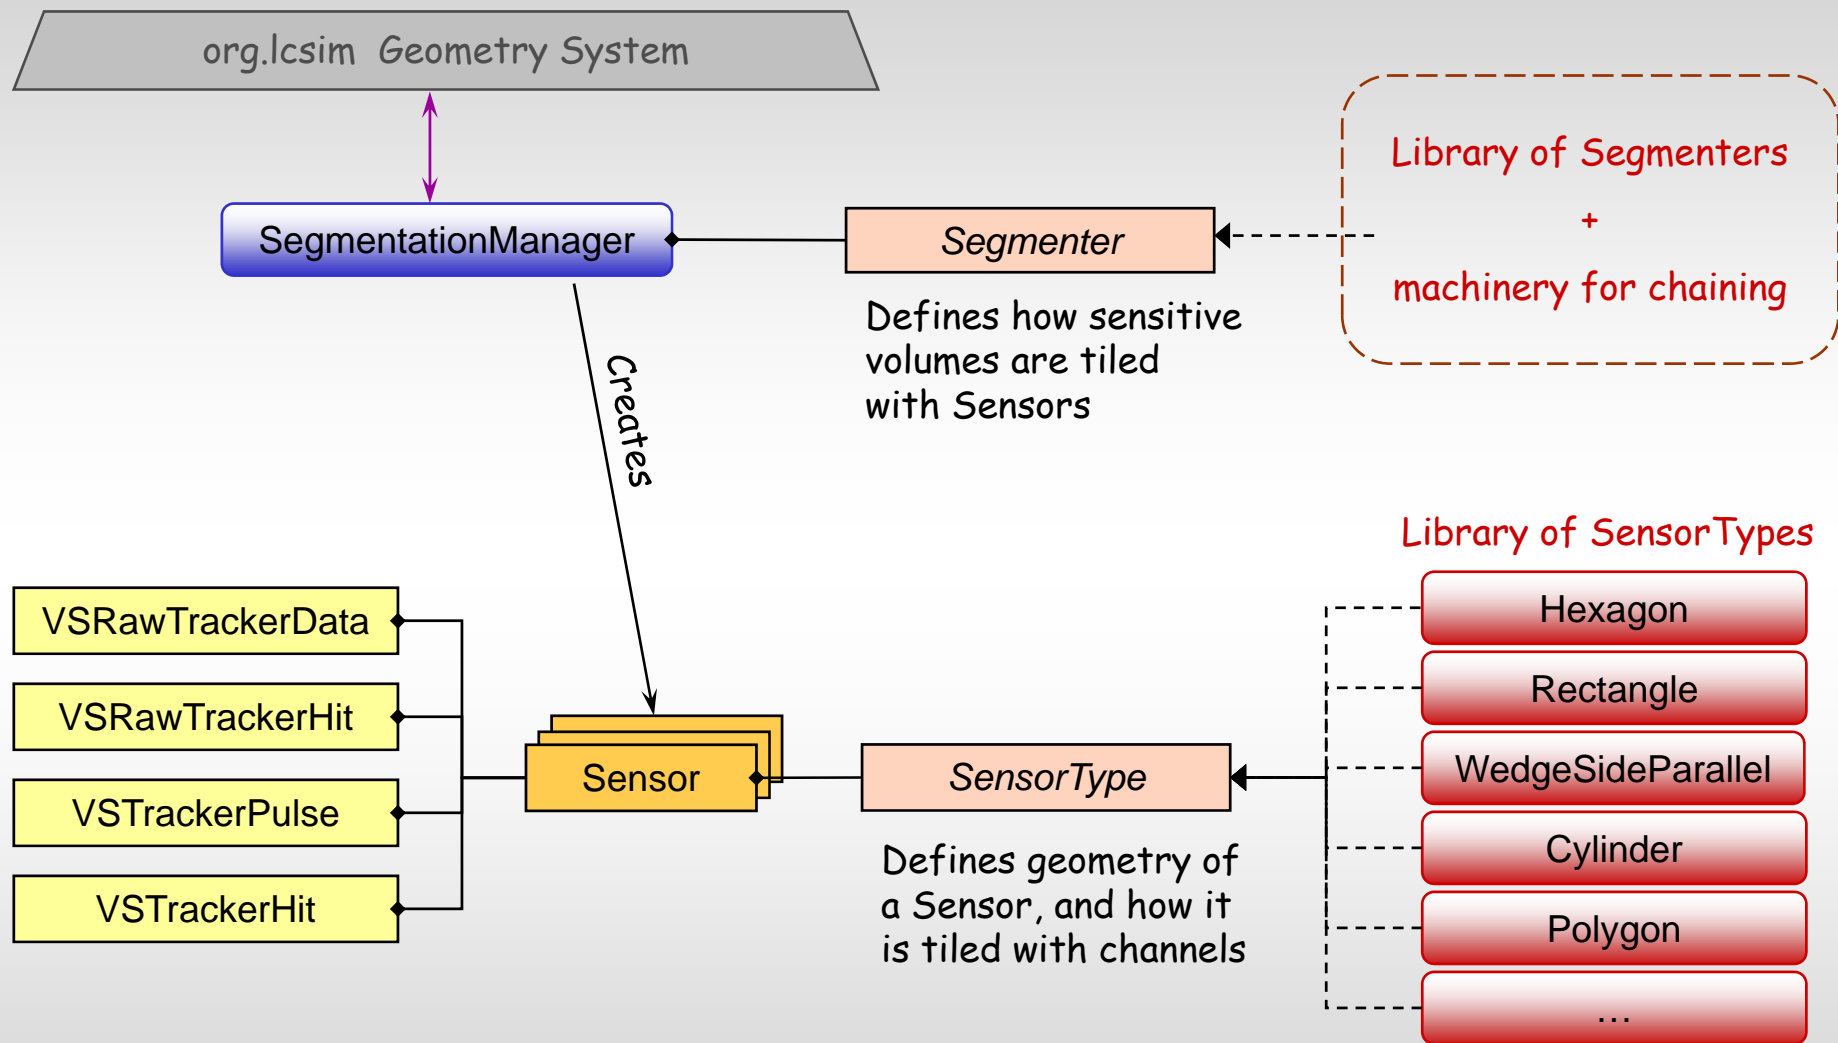 org.lcsim Geometry System
Library of Segmenters
+
machinery for chaining
SegmentationManager
Segmenter
Defines how sensitive
volumes are tiled
with Sensors
Creates
Library of SensorTypes
VSRawTrackerData
VSRawTrackerHit
VSTrackerPulse
VSTrackerHit
Sensor
SensorType
Defines geometry of
a Sensor, and how it
is tiled with channels
Hexagon
Rectangle
WedgeSideParallel
Cylinder
Polygon
…